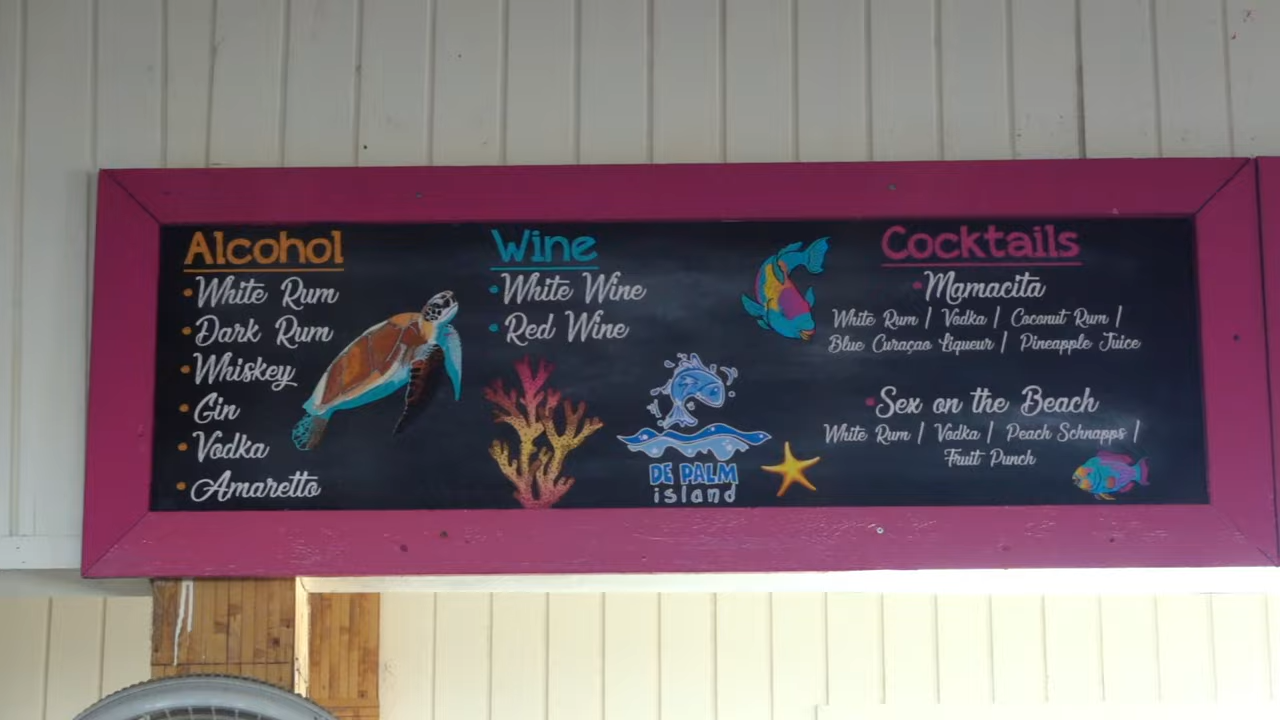 Alcohol
• White Rum
• Dark Rum
• Whiskey
• Gin
• Vodka
• Amaretto
Wine
• White Wine
• Red Wine
DE PALM
island
Cocktails
• Mamacita
White Rum | Vodka | Coconut Rum |
Blue Curaçao Liqueur | Pineapple Juice
• Sex on the Beach
White Rum | Vodka | Peach Schnapps |
Fruit Punch